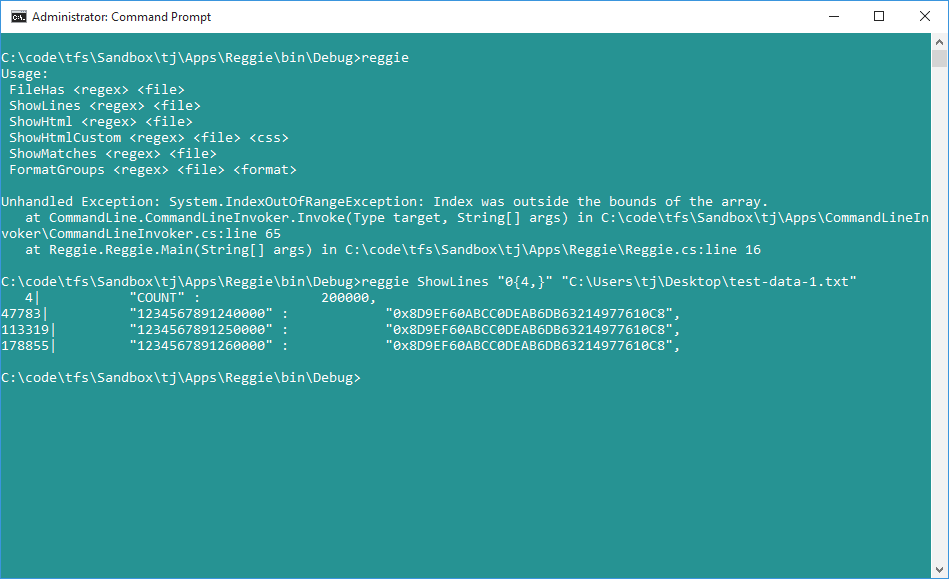 Administrator: Command Prompt
C:\code\tfs\Sandbox\tj\Apps\Reggie\bin\Debug>reggie
Usage:
 FileHas <regex> <file>
 ShowLines <regex> <file>
 ShowHtml <regex> <file>
 ShowHtmlCustom <regex> <file> <css>
 ShowMatches <regex> <file>
 FormatGroups <regex> <file> <format>
Unhandled Exception: System.IndexOutOfRangeException: Index was outside the bounds of the array.
   at CommandLine.CommandLineInvoker.Invoke(Type target, String[] args) in C:\code\tfs\Sandbox\tj\Apps\CommandLineIn
voker\CommandLineInvoker.cs:line 65
   at Reggie.Reggie.Main(String[] args) in C:\code\tfs\Sandbox\tj\Apps\Reggie\Reggie.cs:line 16
C:\code\tfs\Sandbox\tj\Apps\Reggie\bin\Debug>reggie ShowLines "0{4,}" "C:\Users\tj\Desktop\test-data-1.txt"
   4|           "COUNT" :               200000,
47783|          "1234567891240000" :            "0x8D9EF60ABCC0DEAB6DB63214977610C8",
113319|         "1234567891250000" :            "0x8D9EF60ABCC0DEAB6DB63214977610C8",
178855|         "1234567891260000" :            "0x8D9EF60ABCC0DEAB6DB63214977610C8",
C:\code\tfs\Sandbox\tj\Apps\Reggie\bin\Debug>